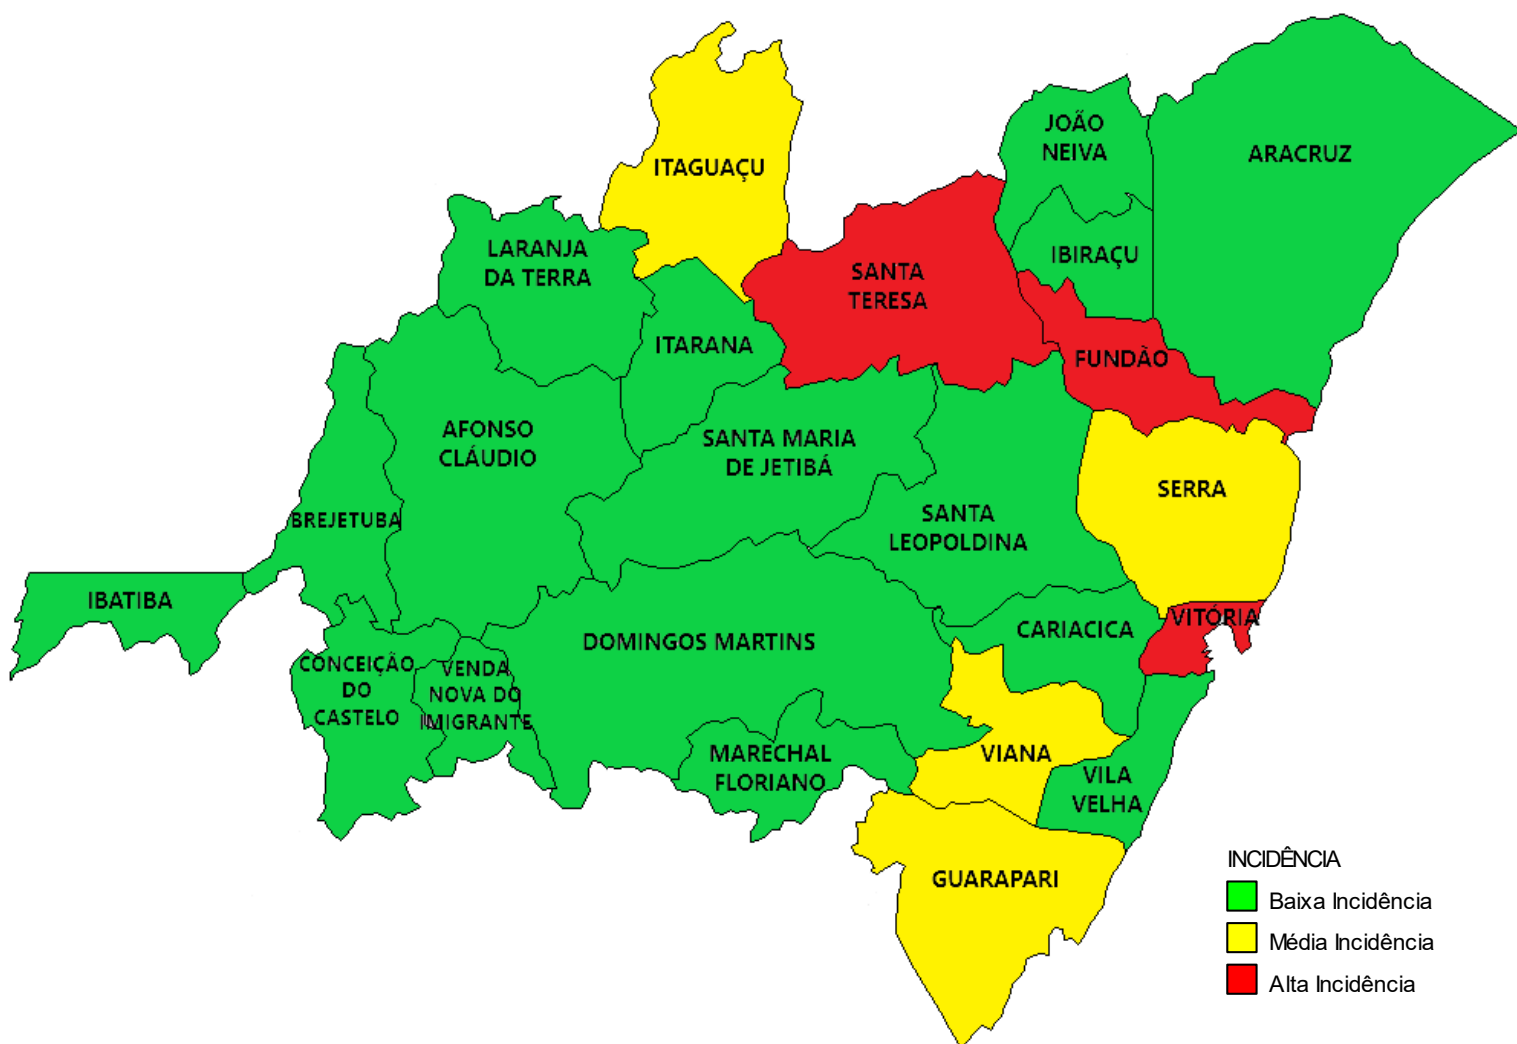 JOÃO
NEIVA
ARACRUZ
ITAGUAÇU
LARANJA
DA TERRA
IBIRAÇU
SANTA
TERESA
ITARANA
FUNDÃO
AFONSO
CLÁUDIO
SANTA MARIA
DE JETIBÁ
SERRA
BREJETUBA
SANTA
LEOPOLDINA
IBATIBA
VITÓRIA
CARIACICA
DOMINGOS MARTINS
CONCEIÇÃO
DO
CASTELO
VENDA
NOVA DO
IMIGRANTE
MARECHAL
FLORIANO
VIANA
VILA
VELHA
GUARAPARI
INCIDÊNCIA
Baixa Incidência
Média Incidência
Alta Incidência